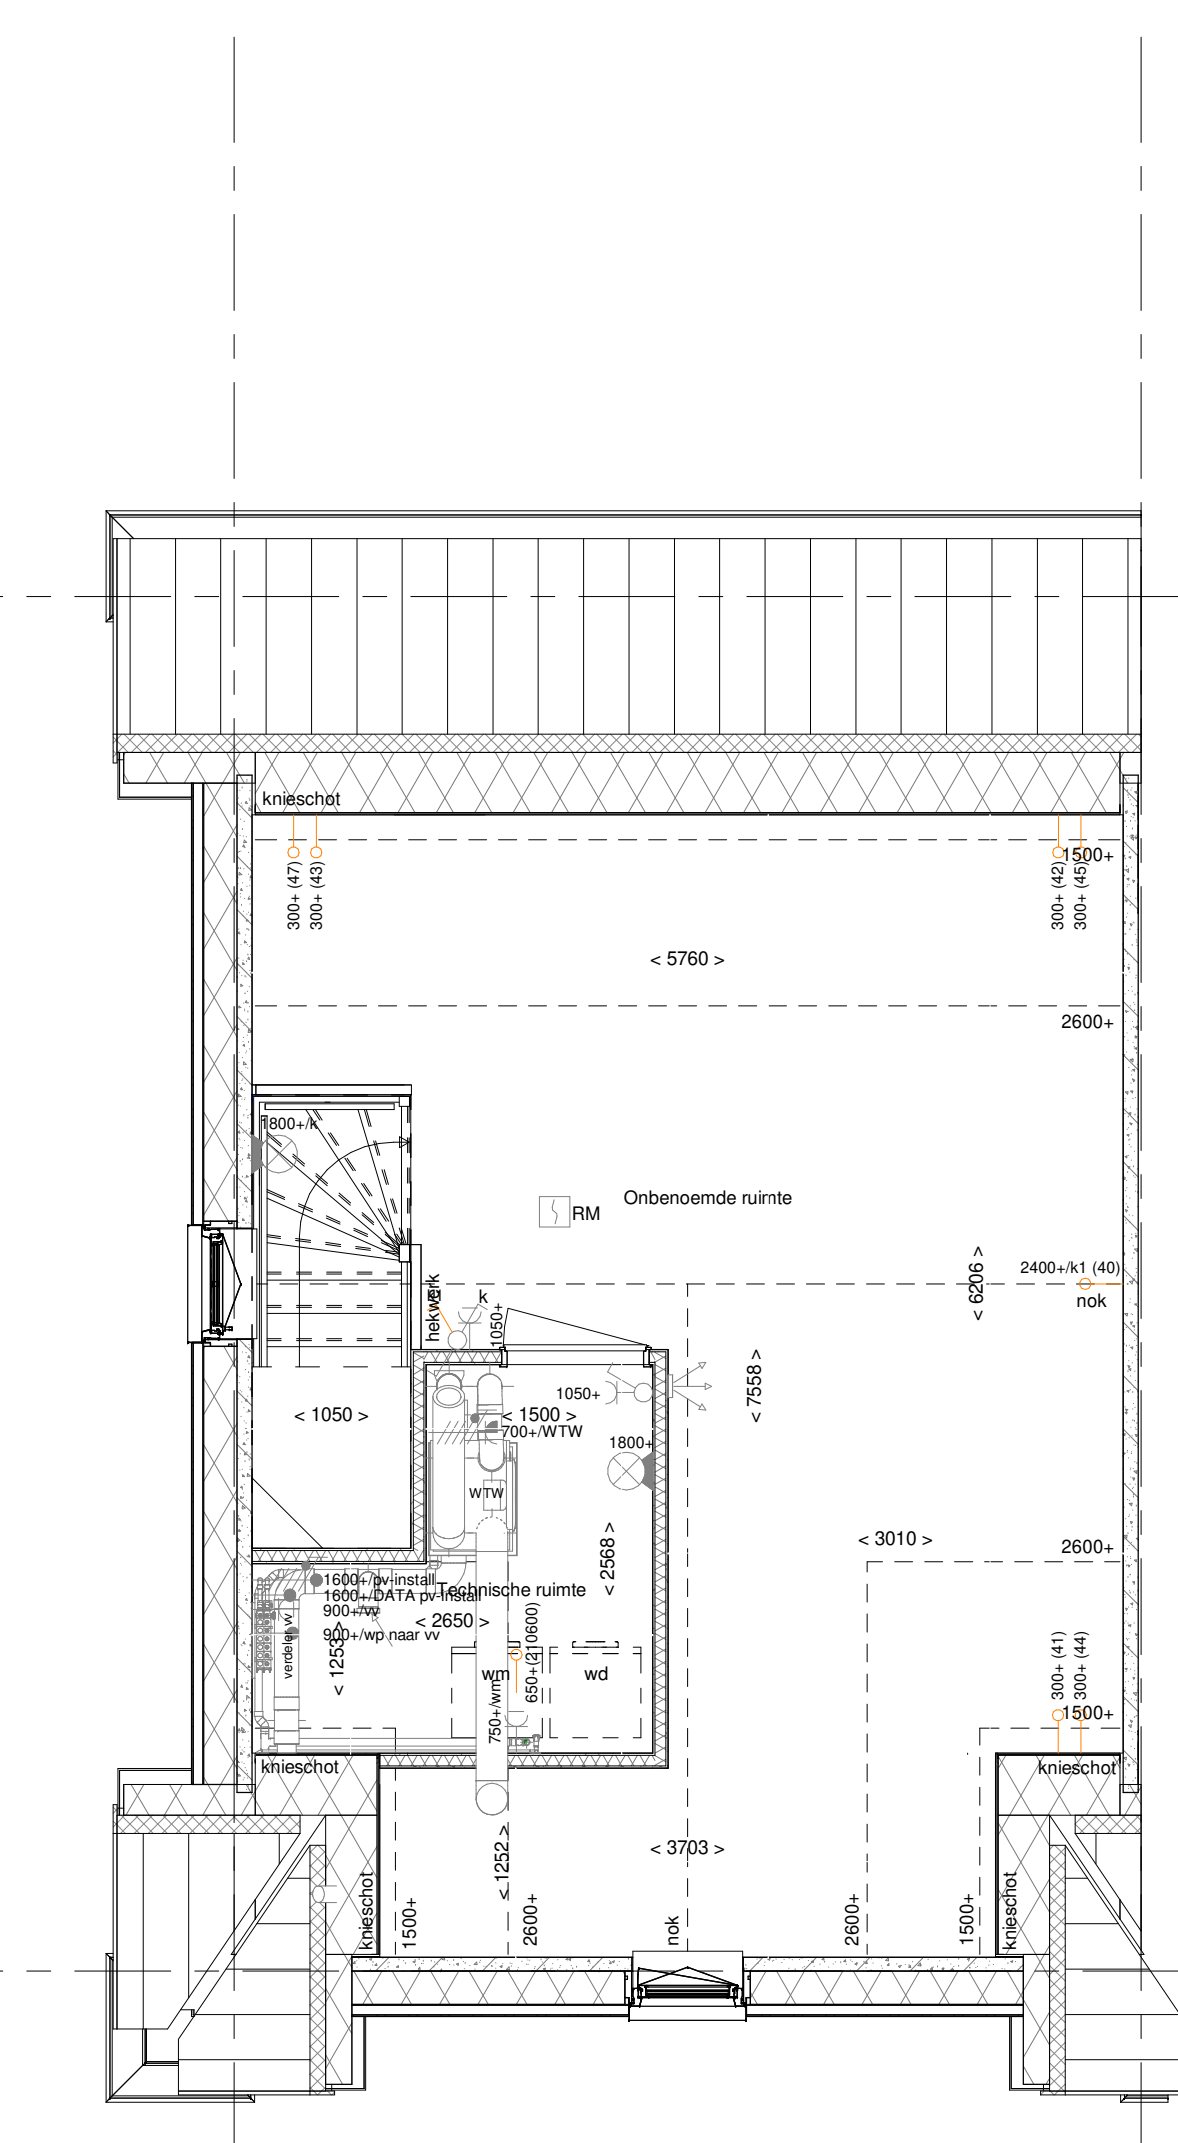 knieschot
300+ (47)
300+ (43)
300+ (42)
300+ (45)
1500+
< 5760 >
2600+
1800+/k
Onbenoemde ruimte
RM
2400+/k1 (40)
nok
< 6206 >
hekwerk
k
1050+
< 7558 >
1050+
< 1050 >
< 1500 >
700+/WTW
1800+
WTW
< 3010 >
2600+
< 2568 >
1600+/pv-install
Technische ruimte
1600+/DATA pv-install
900+/vv
< 2650 >
900+/wp naar vv
verdeler vv
< 1253 >
wm
wd
650+(210600)
750+/wm
300+ (41)
300+ (44)
1500+
knieschot
knieschot
< 3703 >
< 1252 >
knieschot
1500+
2600+
nok
2600+
1500+
knieschot